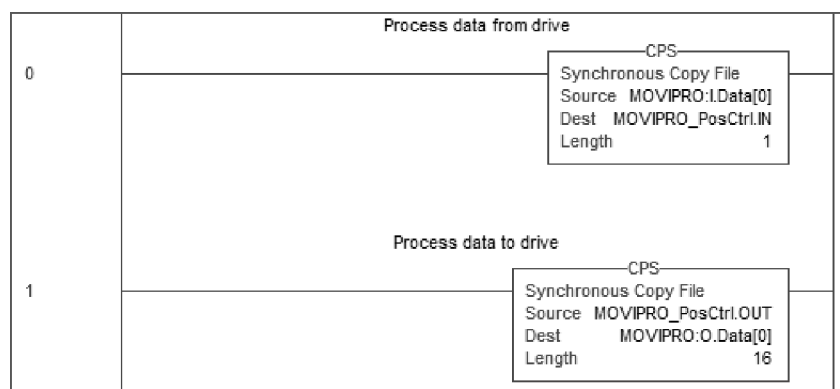 Process data from drive
CPS
0
Synchronous Copy File
Source MOVIPRO:I.Data[0]
Dest MOVIPRO_PosCtrl.IN
Length 1
Process data to drive
CPS
1
Synchronous Copy File
Source MOVIPRO_PosCtrl.OUT
Dest MOVIPRO:O.Data[0]
Length 16